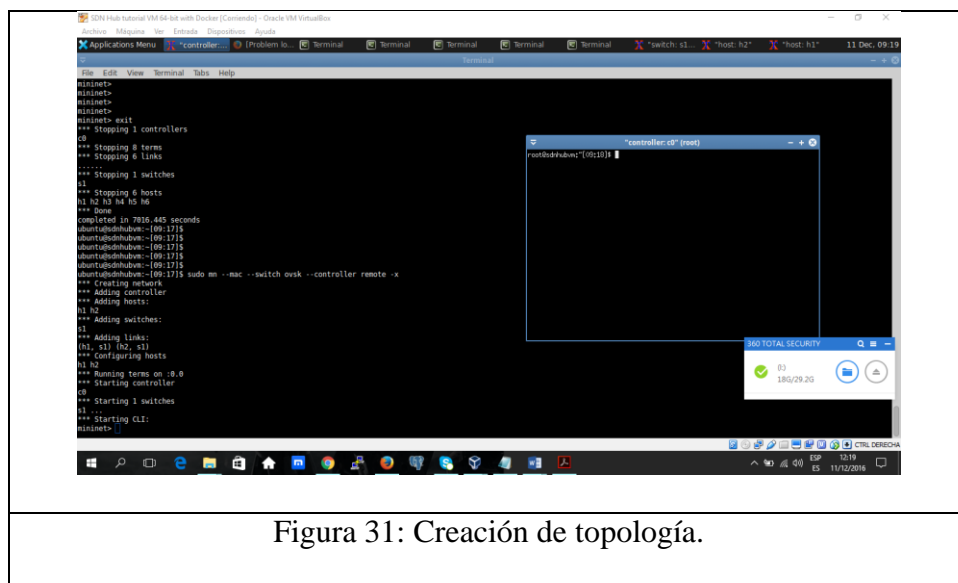 SDN Hub tutorial VM 64-bit with Docker [Corriendo] - Oracle VM VirtualBox
Archivo Máquina Ver Entrada Dispositivos Ayuda
Applications Menu "controller:... [Problem lo... Terminal Terminal Terminal Terminal Terminal "switch: s1... "host: h2" "host: h1" 11 Dec, 09:19
Terminal
File Edit View Terminal Tabs Help
mininet>
mininet>
mininet>
mininet>
mininet> exit
*** Stopping 1 controllers
c0
*** Stopping 8 terms
*** Stopping 6 links
......
*** Stopping 1 switches
s1
*** Stopping 6 hosts
h1 h2 h3 h4 h5 h6
*** Done
completed in 7016.445 seconds
ubuntu@sdnhubvm:~[09:17]$
ubuntu@sdnhubvm:~[09:17]$
ubuntu@sdnhubvm:~[09:17]$
ubuntu@sdnhubvm:~[09:17]$
ubuntu@sdnhubvm:~[09:17]$ sudo mn --mac --switch ovsk --controller remote -x
*** Creating network
*** Adding controller
*** Adding hosts:
h1 h2
*** Adding switches:
s1
*** Adding links:
(h1, s1) (h2, s1)
*** Configuring hosts
h1 h2
*** Running terms on :0.0
*** Starting controller
c0
*** Starting 1 switches
s1 ...
*** Starting CLI:
mininet>
"controller: c0" (root)
root@sdnhubvm:~[09:18]$
360 TOTAL SECURITY
(I:)
18G/29.2G
CTRL DERECHA
ESP
ES
12:19
11/12/2016
Figura 31: Creación de topología.